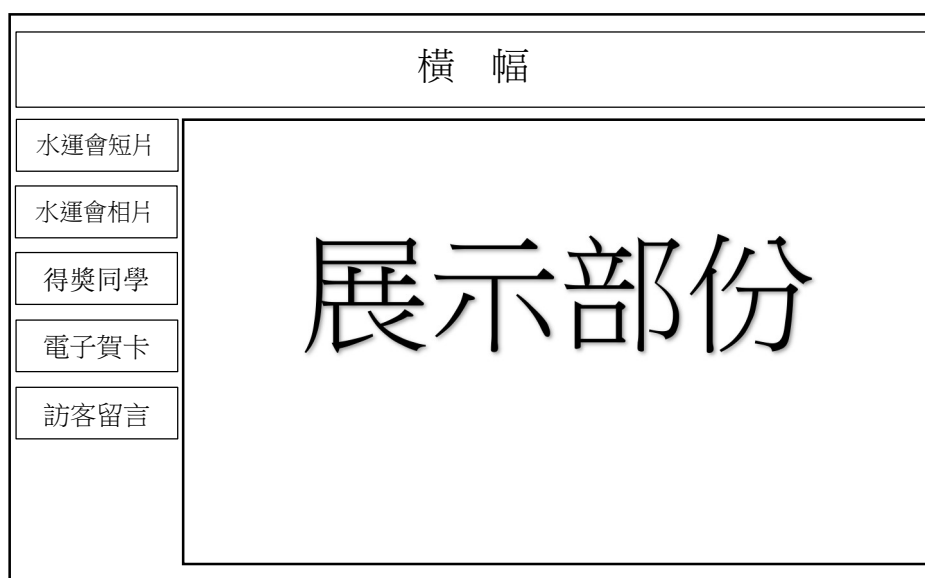 橫 幅
水運會短片
水運會相片
得獎同學
電子賀卡
訪客留言
展示部份